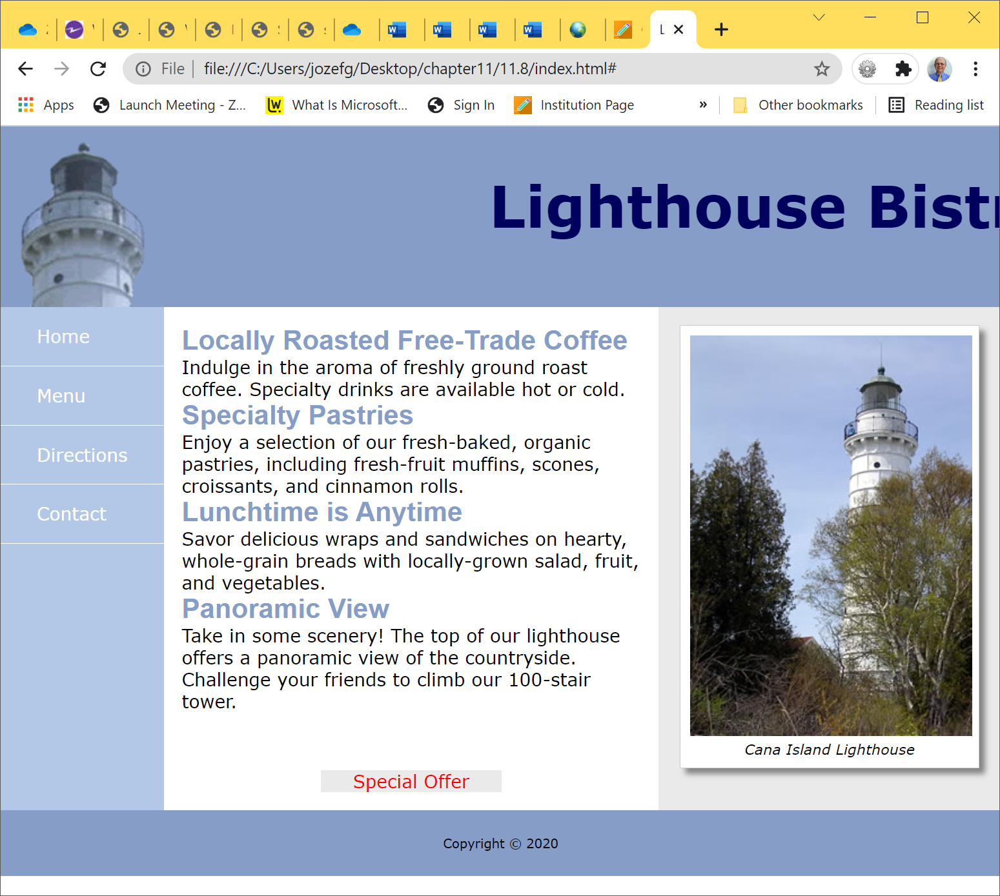 L
File
file:///C:/Users/jozefg/Desktop/chapter11/11.8/index.html#
Apps
Launch Meeting - Z...
What Is Microsoft...
Sign In
Institution Page
»
Other bookmarks
Reading list
Lighthouse Bist
Home
Menu
Directions
Contact
Locally Roasted Free-Trade Coffee
Indulge in the aroma of freshly ground roast
coffee. Specialty drinks are available hot or cold.
Specialty Pastries
Enjoy a selection of our fresh-baked, organic
pastries, including fresh-fruit muffins, scones,
croissants, and cinnamon rolls.
Lunchtime is Anytime
Savor delicious wraps and sandwiches on hearty,
whole-grain breads with locally-grown salad, fruit,
and vegetables.
Panoramic View
Take in some scenery! The top of our lighthouse
offers a panoramic view of the countryside.
Challenge your friends to climb our 100-stair
tower.
Special Offer
Cana Island Lighthouse
Copyright © 2020